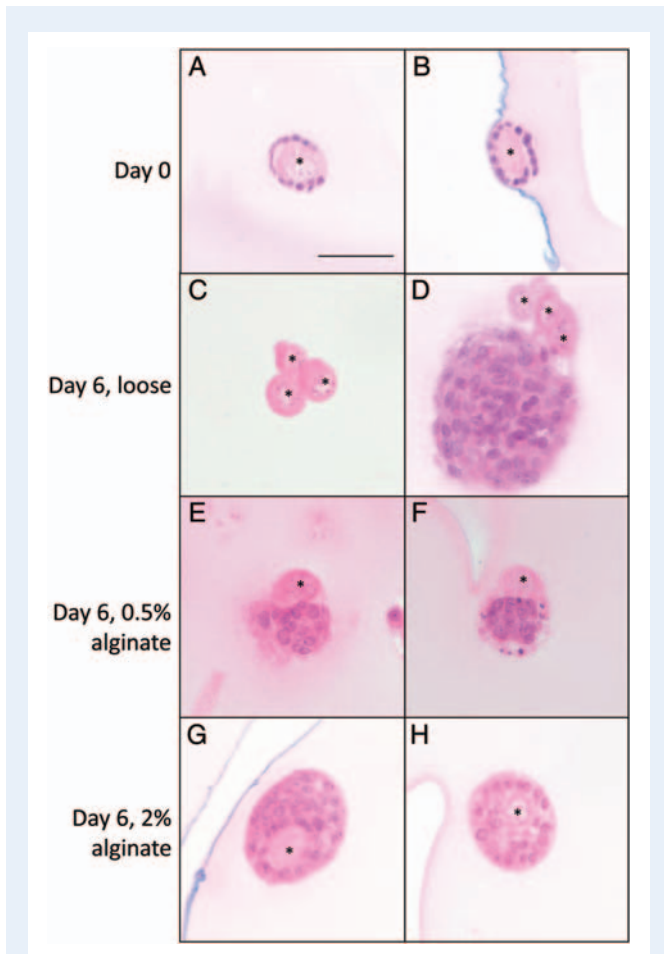 A
B
Day 0
*
*
C
D
Day 6, loose
*
*
*
*
*
*
E
F
Day 6, 0.5%
alginate
*
*
G
H
Day 6, 2%
alginate
*
*